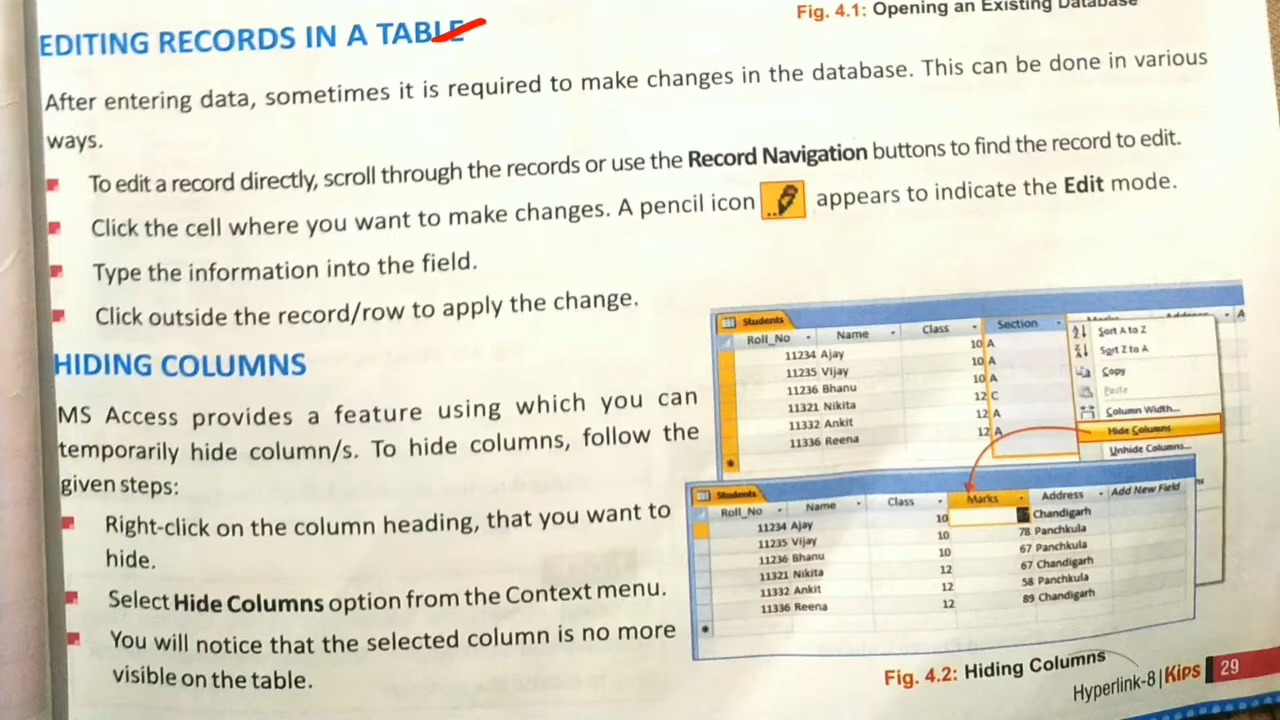 Fig. 4.1: Opening an Existing Database
EDITING RECORDS IN A TABLE
After entering data, sometimes it is required to make changes in the database. This can be done in various
ways.
To edit a record directly, scroll through the records or use the Record Navigation buttons to find the record to edit.
Click the cell where you want to make changes. A pencil icon appears to indicate the Edit mode.
Type the information into the field.
Click outside the record/row to apply the change.
HIDING COLUMNS
MS Access provides a feature using which you can
temporarily hide column/s. To hide columns, follow the
given steps:
Right-click on the column heading, that you want to
hide.
Select Hide Columns option from the Context menu.
You will notice that the selected column is no more
visible on the table.
Students
Roll_No Name Class Section
11234 Ajay 10 A
11235 Vijay 10 A
11236 Bhanu 10 A
11321 Nikita 12 C
11332 Ankit 12 A
11336 Reena 12 A
Sort A to Z
Sort Z to A
Copy
Paste
Column Width...
Hide Columns
Unhide Columns...
Students
Roll_No Name Class Marks Address Add New Field
11234 Ajay 10 Chandigarh
11235 Vijay 10 78 Panchkula
11236 Bhanu 10 67 Panchkula
11321 Nikita 12 67 Chandigarh
11332 Ankit 12 58 Panchkula
11336 Reena 12 89 Chandigarh
Fig. 4.2: Hiding Columns
Hyperlink-8 | Kips 29